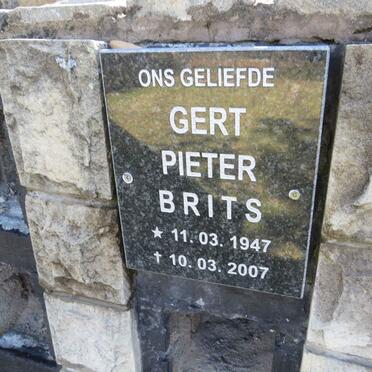 ONS GELIEFDE
GERT
PIETER
BRITS
★ 11. 03. 1947
✝ 10. 03. 2007